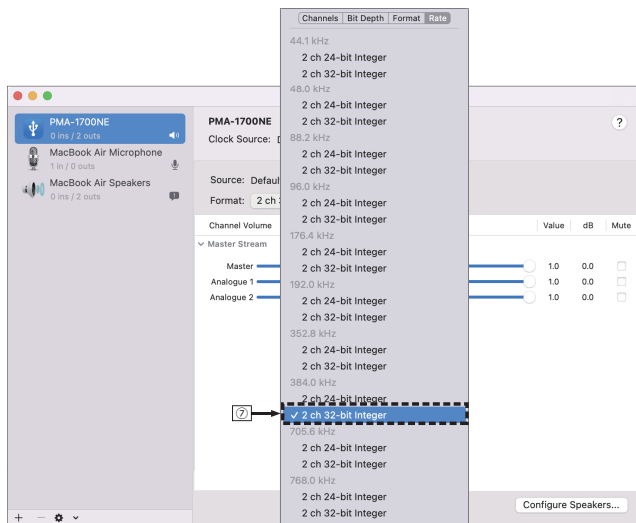 Channels Bit Depth Format Rate
44.1 kHz
2 ch 24-bit Integer
2 ch 32-bit Integer
48.0 kHz
2 ch 24-bit Integer
2 ch 32-bit Integer
88.2 kHz
2 ch 24-bit Integer
2 ch 32-bit Integer
96.0 kHz
2 ch 24-bit Integer
2 ch 32-bit Integer
176.4 kHz
2 ch 24-bit Integer
2 ch 32-bit Integer
192.0 kHz
2 ch 24-bit Integer
2 ch 32-bit Integer
352.8 kHz
2 ch 24-bit Integer
2 ch 32-bit Integer
384.0 kHz
2 ch 24-bit Integer
⑦
✓ 2 ch 32-bit Integer
705.6 kHz
2 ch 24-bit Integer
2 ch 32-bit Integer
768.0 kHz
2 ch 24-bit Integer
2 ch 32-bit Integer
PMA-1700NE
0 ins / 2 outs
MacBook Air Microphone
1 in / 0 outs
MacBook Air Speakers
0 ins / 2 outs
PMA-1700NE
?
Clock Source:
Source: Defaul
Format: 2 ch
Channel Volume Value dB Mute
Master Stream
Master 1.0 0.0
Analogue 1 1.0 0.0
Analogue 2 1.0 0.0
Configure Speakers...